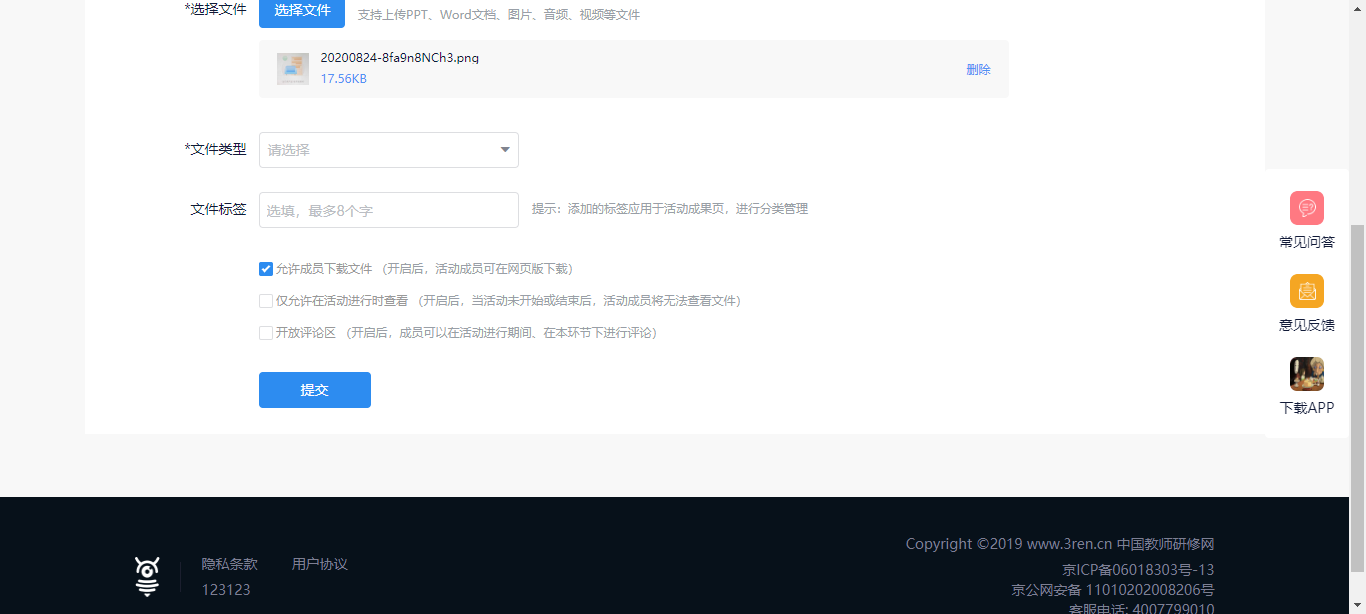 *选择文件 选择文件 支持上传PPT、Word文档、图片、音频、视频等文件
20200824-8fa9n8NCh3.png
17.56KB
删除
*文件类型 请选择
文件标签 选填，最多8个字 提示：添加的标签应用于活动成果页，进行分类管理
允许成员下载文件 （开启后，活动成员可在网页版下载）
仅允许在活动进行时查看 （开启后，当活动未开始或结束后，活动成员将无法查看文件）
开放评论区 （开启后，成员可以在活动进行期间、在本环节下进行评论）
提交
常见问答
意见反馈
下载APP
隐私条款 用户协议
123123
Copyright ©2019 www.3ren.cn 中国教师研修网
京ICP备06018303号-13
京公网安备 11010202008206号
客服电话: 4007799010